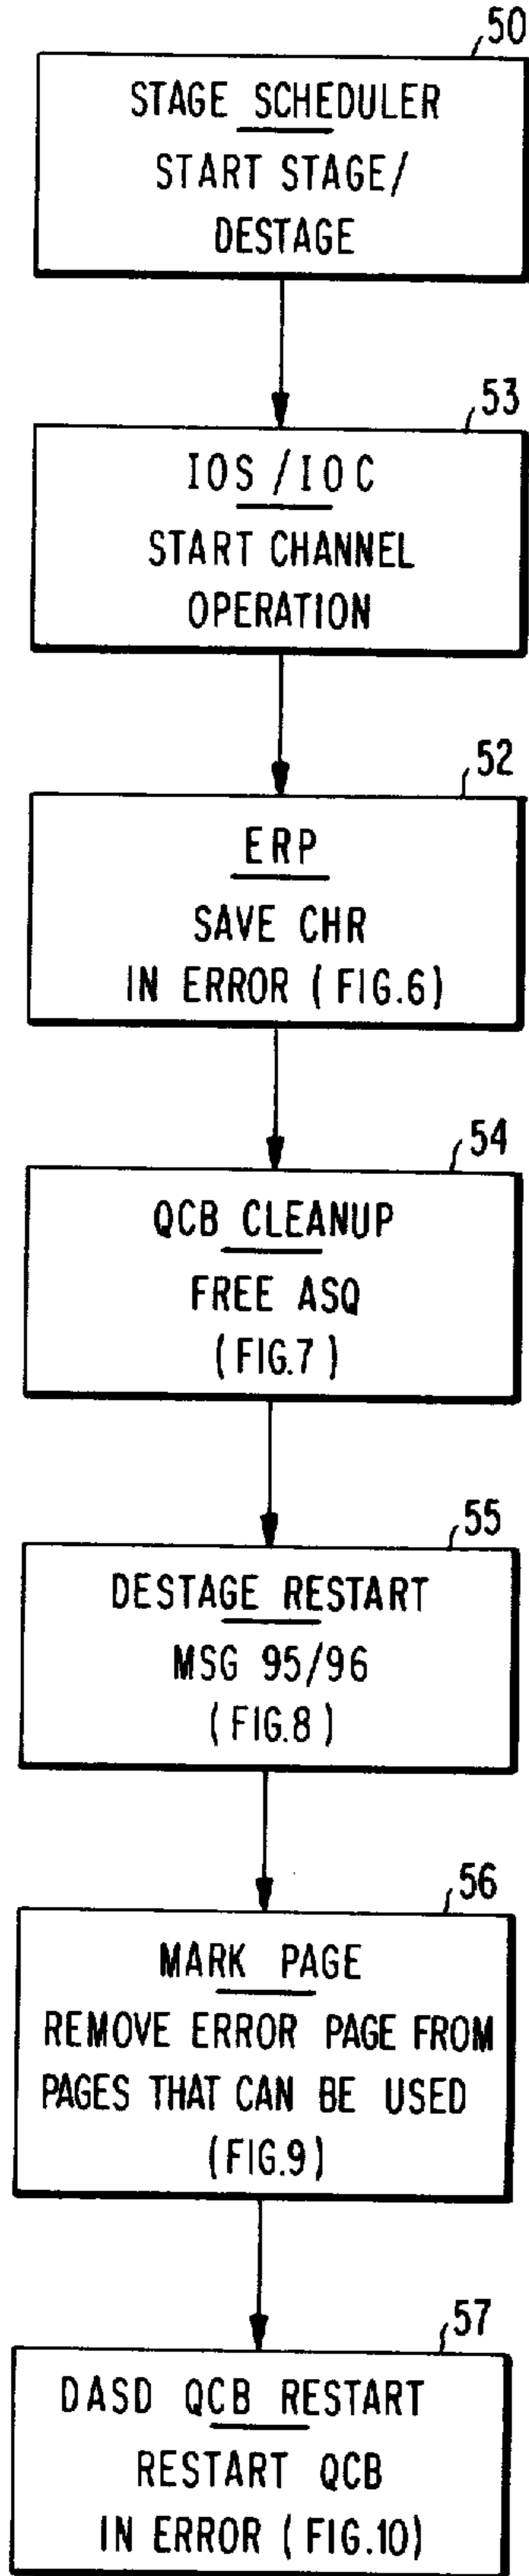 50
STAGE SCHEDULER
START STAGE/
DESTAGE
53
IOS/IOC
START CHANNEL
OPERATION
52
ERP
SAVE CHR
IN ERROR (FIG.6)
54
QCB CLEANUP
FREE ASQ
(FIG.7)
55
DESTAGE RESTART
MSG 95/96
(FIG.8)
56
MARK PAGE
REMOVE ERROR PAGE FROM
PAGES THAT CAN BE USED
(FIG.9)
57
DASD QCB RESTART
RESTART QCB
IN ERROR (FIG.10)